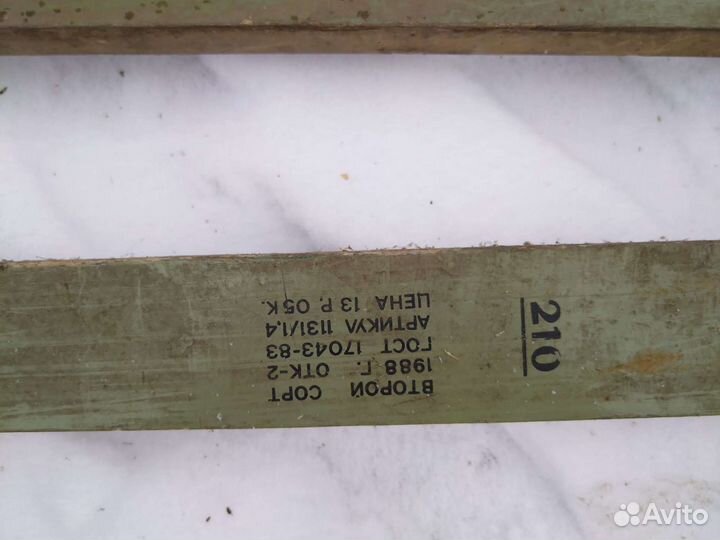 ВТОРОЙ СОРТ
1988 Г. ОТК-2
ГОСТ 17043-83
АРТИКУЛ 1131/1.4
ЦЕНА 13 Р. 05 К.
210
Avito